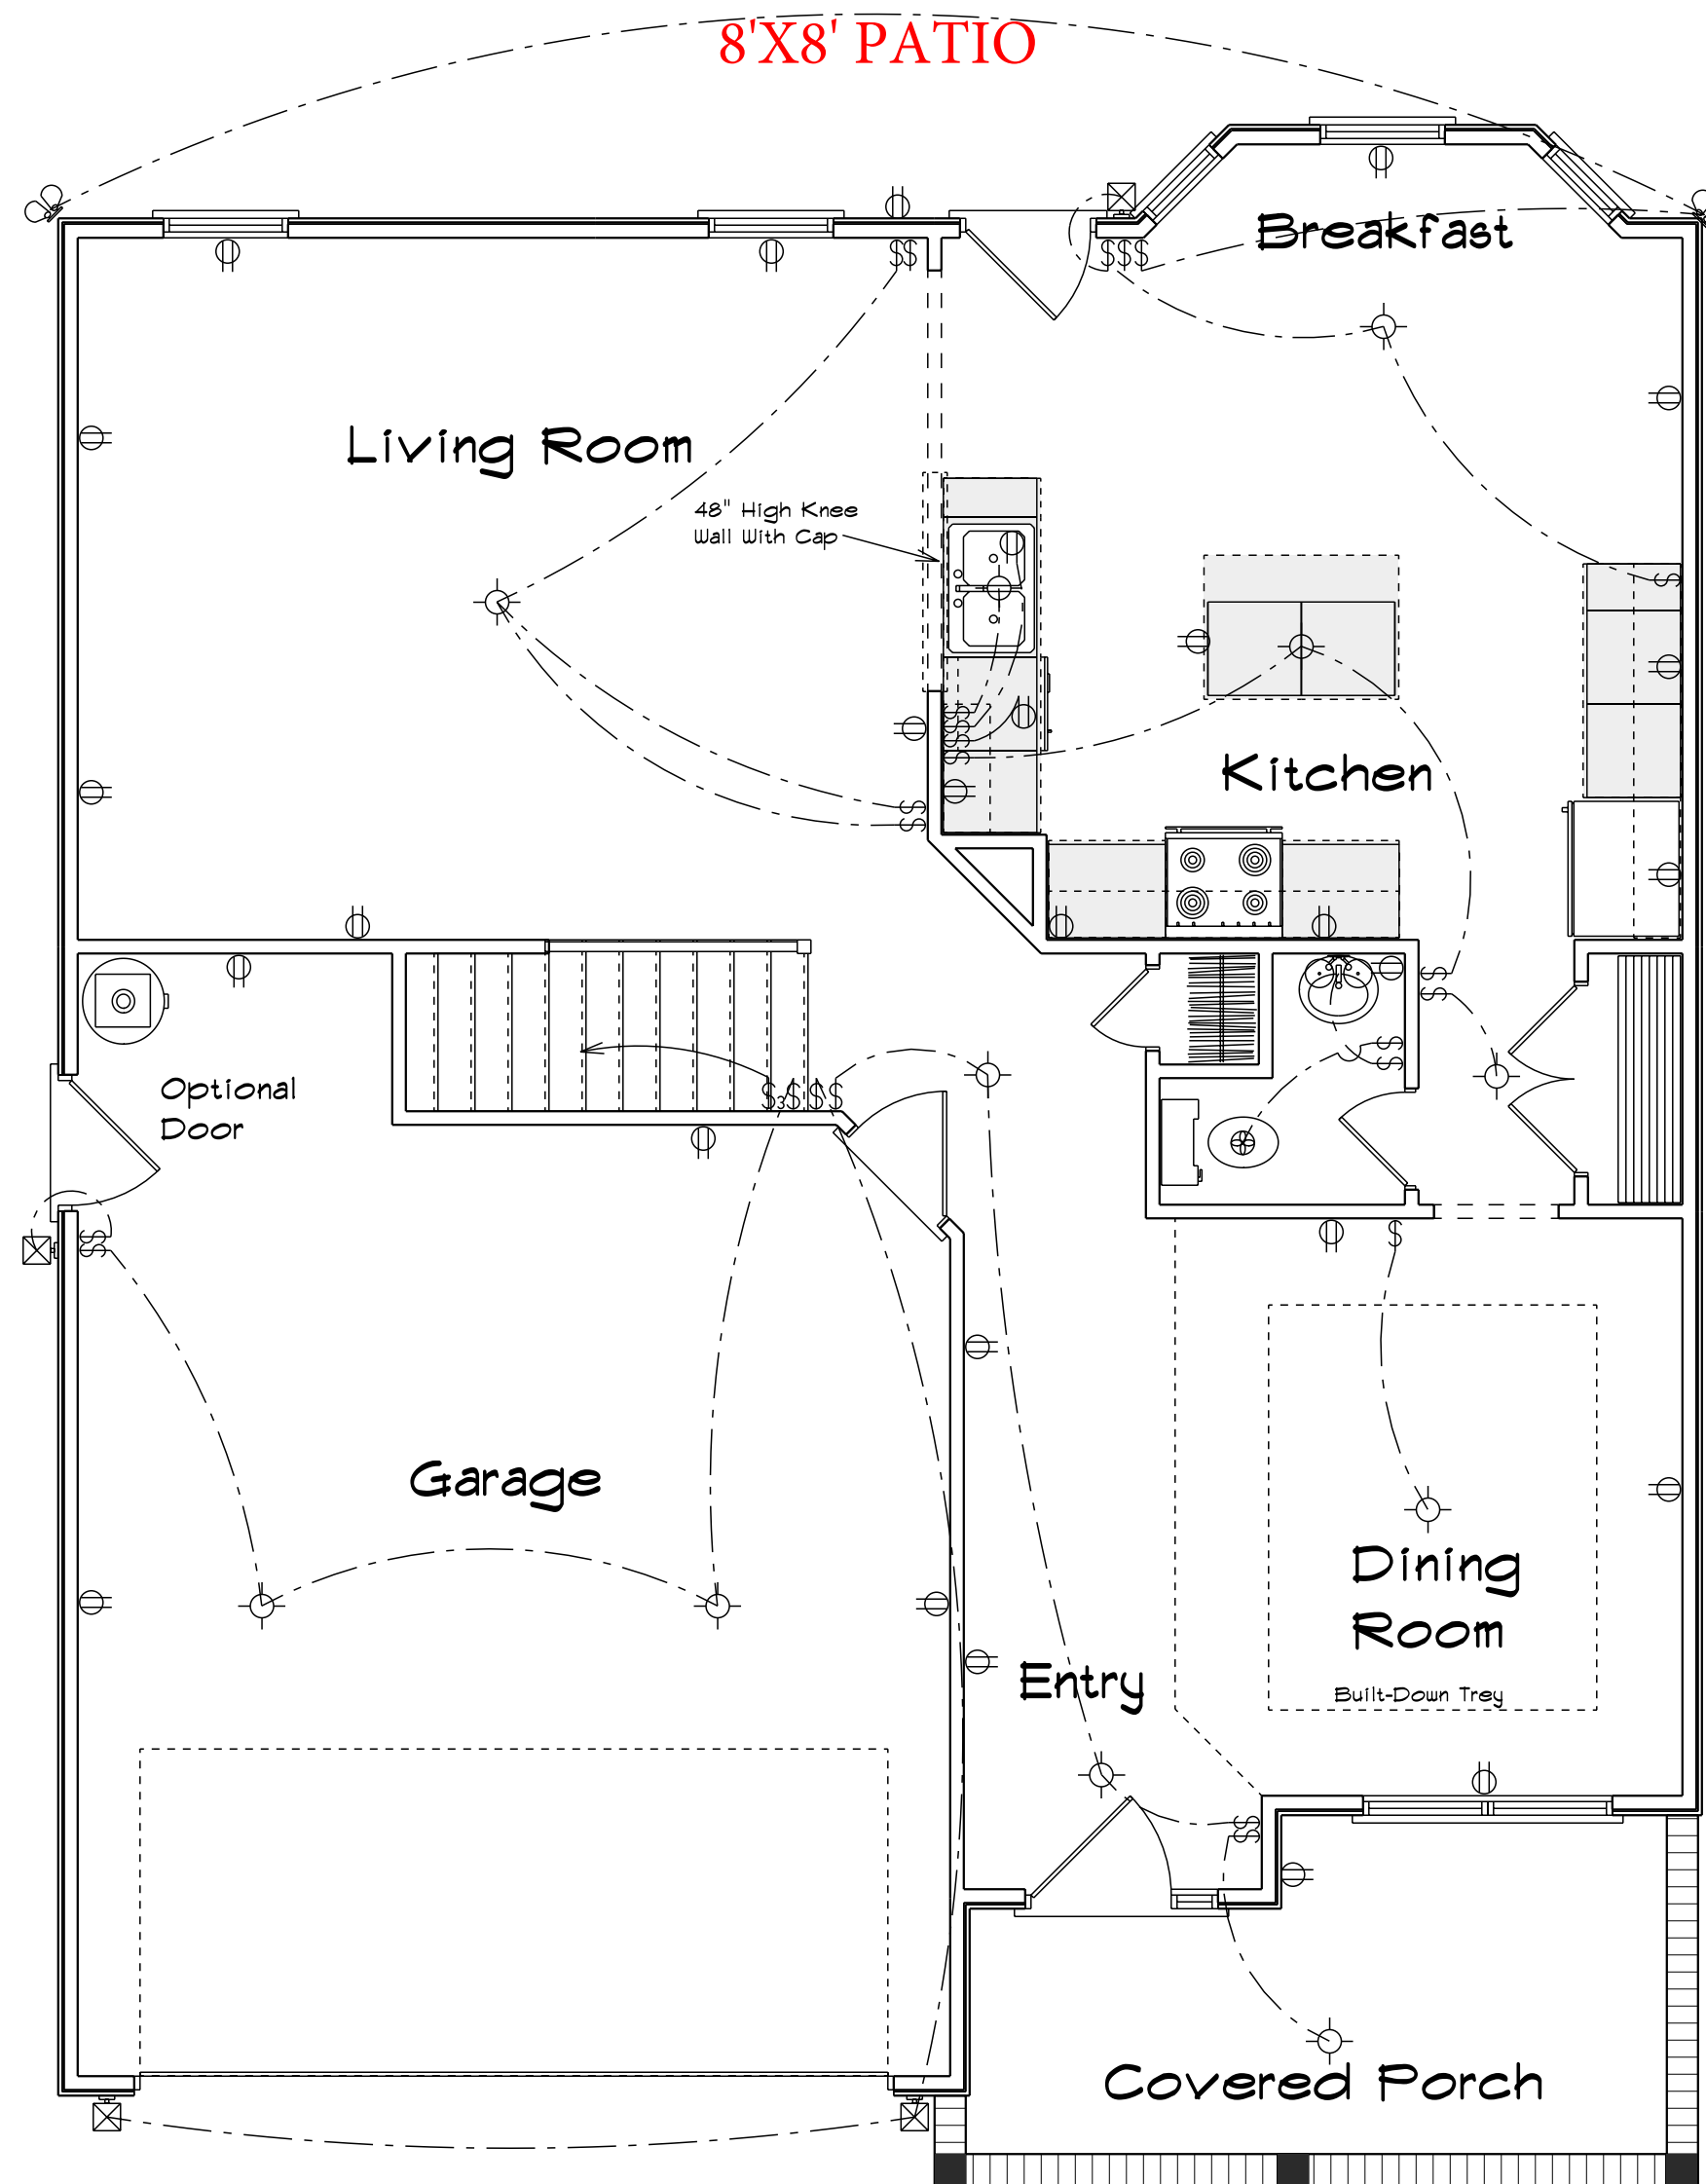 8'X8' PATIO
Breakfast
Living Room
48" High Knee
Wall With Cap
Kitchen
Optional
Door
$3$ $$
Garage
Dining
Room
Built-Down Trey
Entry
Covered Porch